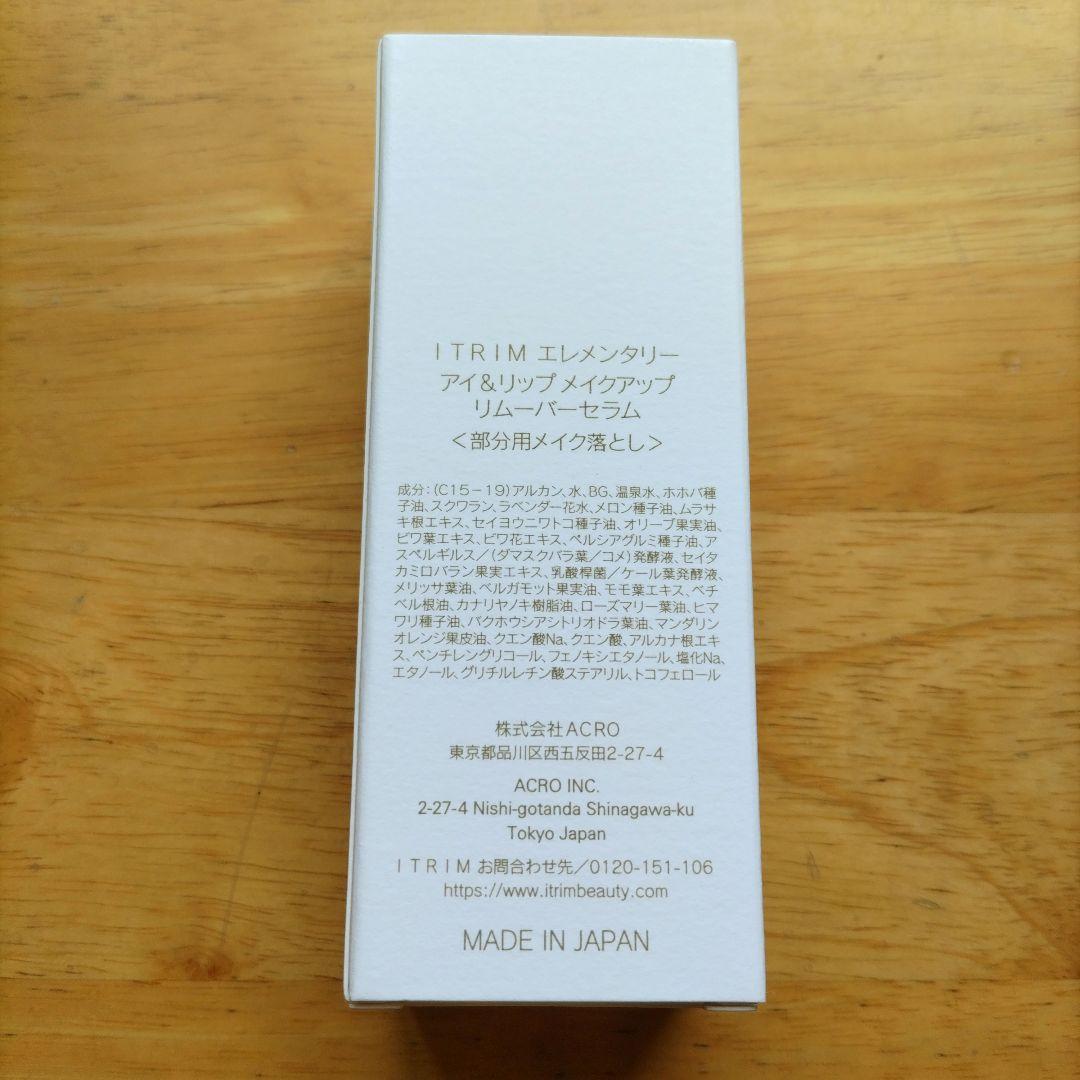 ITRIM エレメンタリー
アイ&リップ メイクアップ
リムーバーセラム
<部分用メイク落とし>
成分:(C15-19)アルカン、水、BG、温泉水、ホホバ種
子油、スクワラン、ラベンダー花水、メロン種子油、ムラサ
キ根エキス、セイヨウニワトコ種子油、オリーブ果実油、
ビワ葉エキス、ビワ花エキス、ペルシアグルミ種子油、ア
スペルギルス/(ダマスクバラ葉/コメ)発酵液、セイタ
カミロバラン果実エキス、乳酸桿菌/ケール葉発酵液、
メリッサ葉油、ベルガモット果実油、モモ葉エキス、ベチ
ベル根油、カナリヤノキ樹脂油、ローズマリー葉油、ヒマ
ワリ種子油、バクホウシアシトリオドラ葉油、マンダリン
オレンジ果皮油、クエン酸Na、クエン酸、アルカナ根エキ
ス、ペンチレングリコール、フェノキシエタノール、塩化Na、
エタノール、グリチルレチン酸ステアリル、トコフェロール
株式会社ACRO
東京都品川区西五反田2-27-4
ACRO INC.
2-27-4 Nishi-gotanda Shinagawa-ku
Tokyo Japan
ITRIM お問合わせ先/0120-151-106
https://www.itrimbeauty.com
MADE IN JAPAN